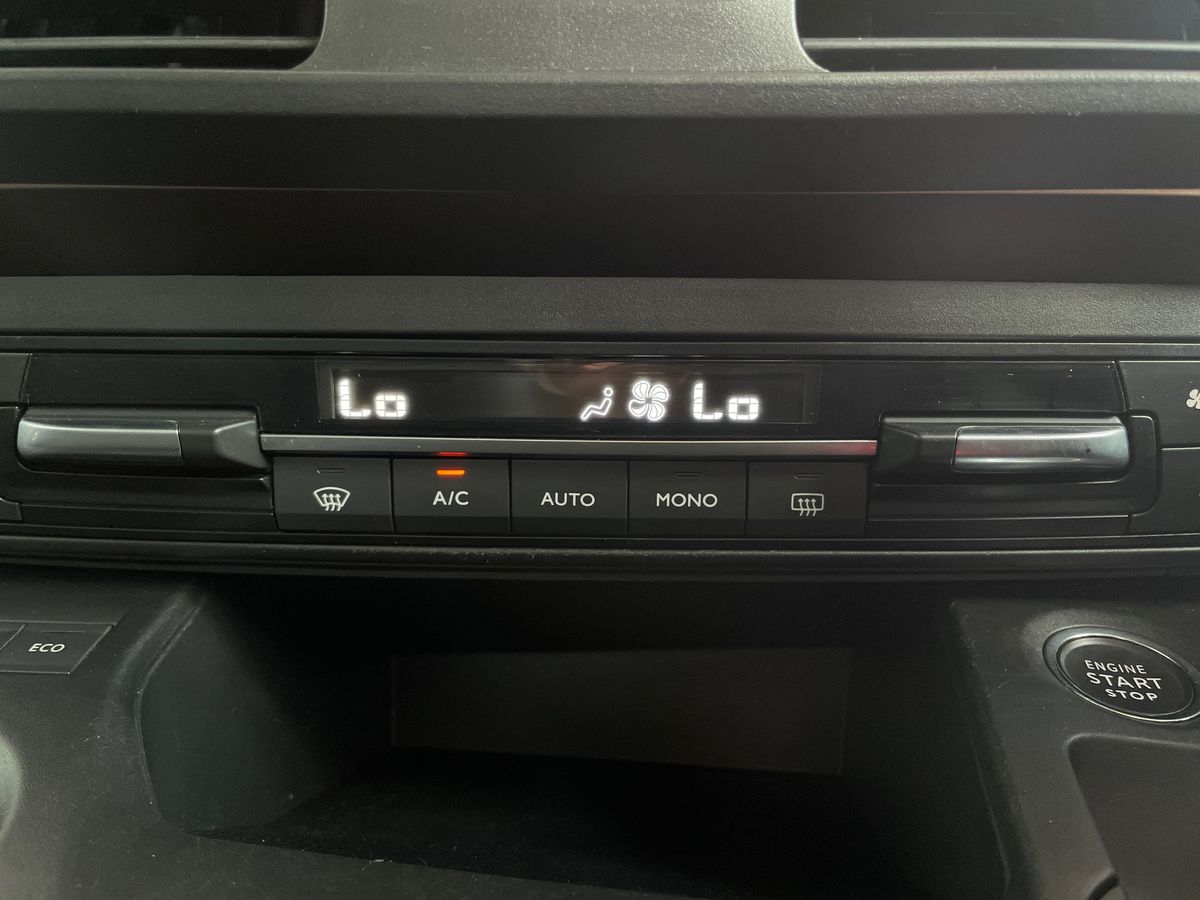 Lo Lo
A/C AUTO MONO
ECO
ENGINE
START
STOP